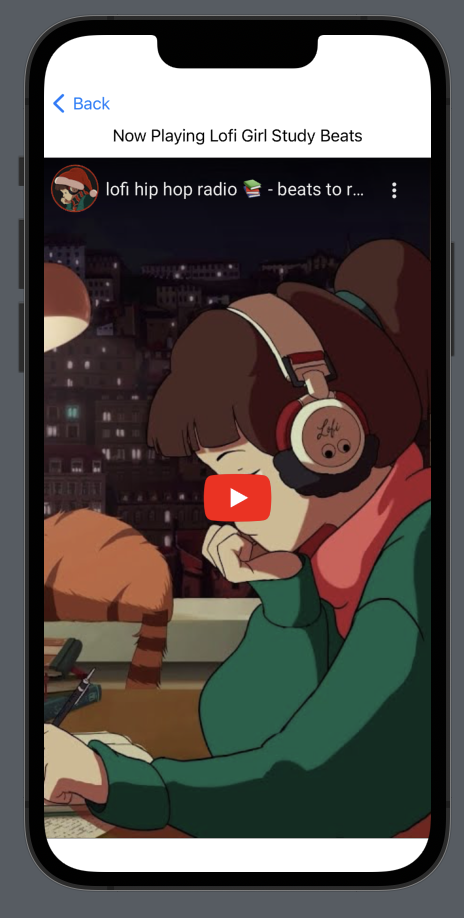 Back
Now Playing Lofi Girl Study Beats
lofi hip hop radio 📚 - beats to r...
Lofi